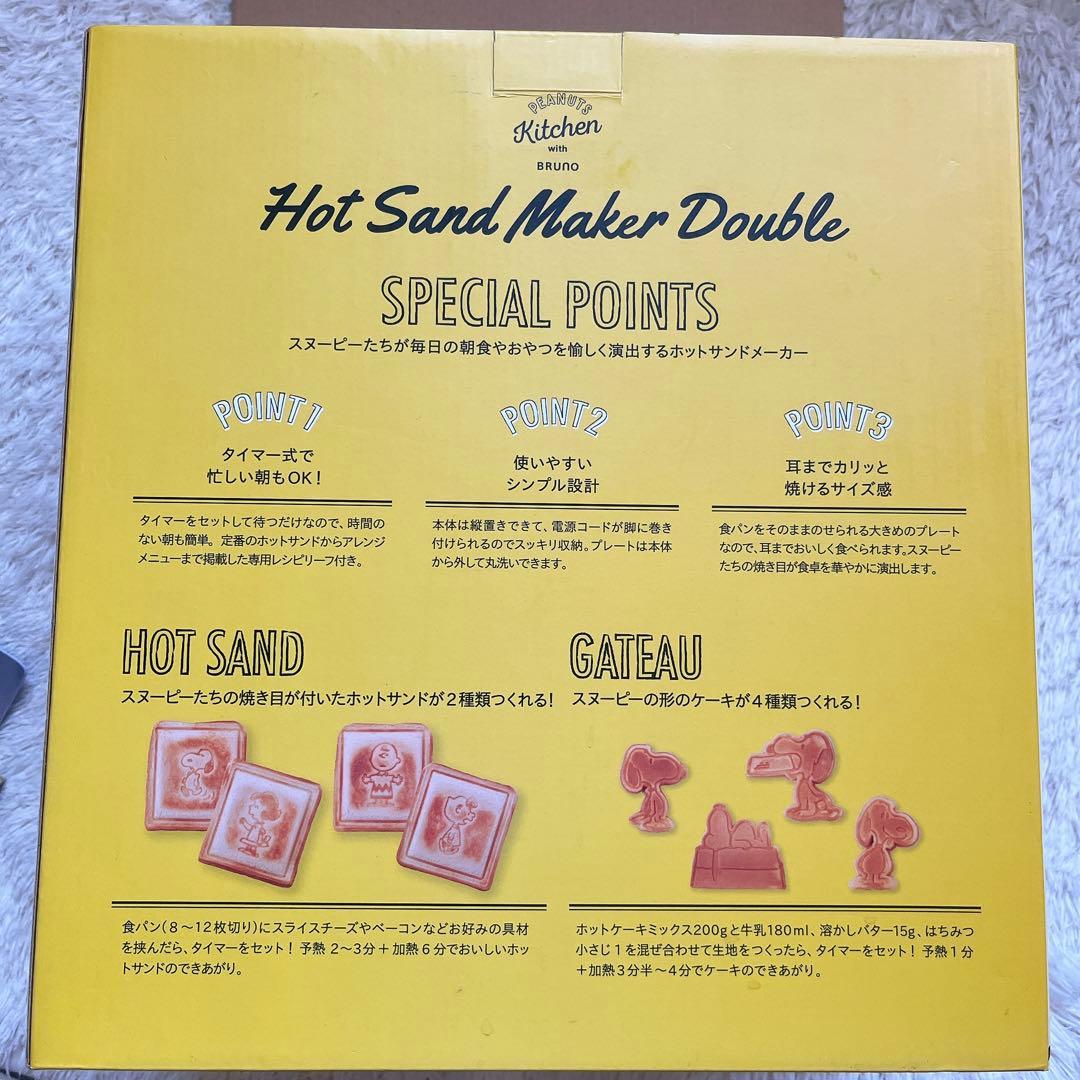 PEANUTS
Kitchen
with
BRUNO
Hot Sand Maker Double
SPECIAL POINTS
スヌーピーたちが毎日の朝食やおやつを愉しく演出するホットサンドメーカー
POINT1
タイマー式で
忙しい朝もOK!
タイマーをセットして待つだけなので、時間の
ない朝も簡単。定番のホットサンドからアレンジ
メニューまで掲載した専用レシピリーフ付き。
POINT2
使いやすい
シンプル設計
本体は縦置きできて、電源コードが脚に巻き
付けられるのでスッキリ収納。プレートは本体
から外して丸洗いできます。
POINT3
耳までカリッと
焼けるサイズ感
食パンをそのままのせられる大きめのプレート
なので、耳までおいしく食べられます。スヌーピー
たちの焼き目が食卓を華やかに演出します。
HOT SAND
スヌーピーたちの焼き目が付いたホットサンドが2種類つくれる!
食パン(8〜12枚切り)にスライスチーズやベーコンなどお好みの具材
を挟んだら、タイマーをセット! 予熱 2〜3分+加熱6分でおいしいホッ
トサンドのできあがり。
GATEAU
スヌーピーの形のケーキが4種類つくれる!
ホットケーキミックス200gと牛乳180ml、溶かしバター15g、はちみつ
小さじ1を混ぜ合わせて生地をつくったら、タイマーをセット! 予熱1分
+加熱3分半〜4分でケーキのできあがり。